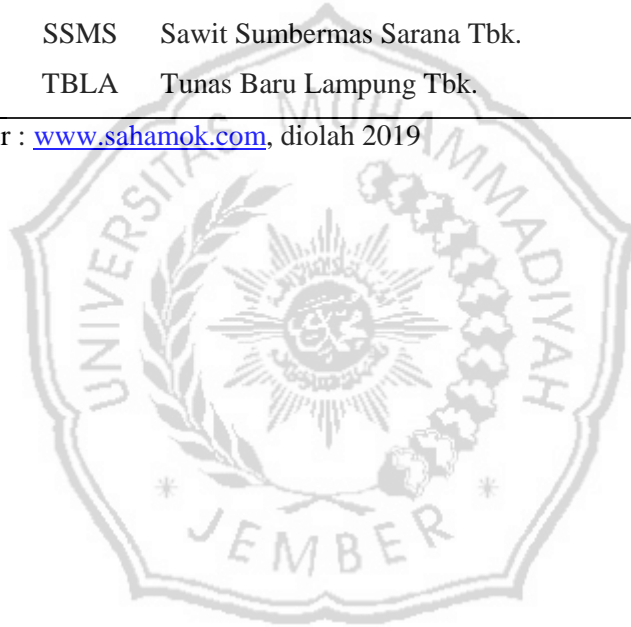 SSMS Sawit Sumbermas Sarana Tbk.
TBLA Tunas Baru Lampung Tbk.
r : www.sahamok.com, diolah 2019
UNIVERSITAS MUHAMMADIYAH
JEMBER